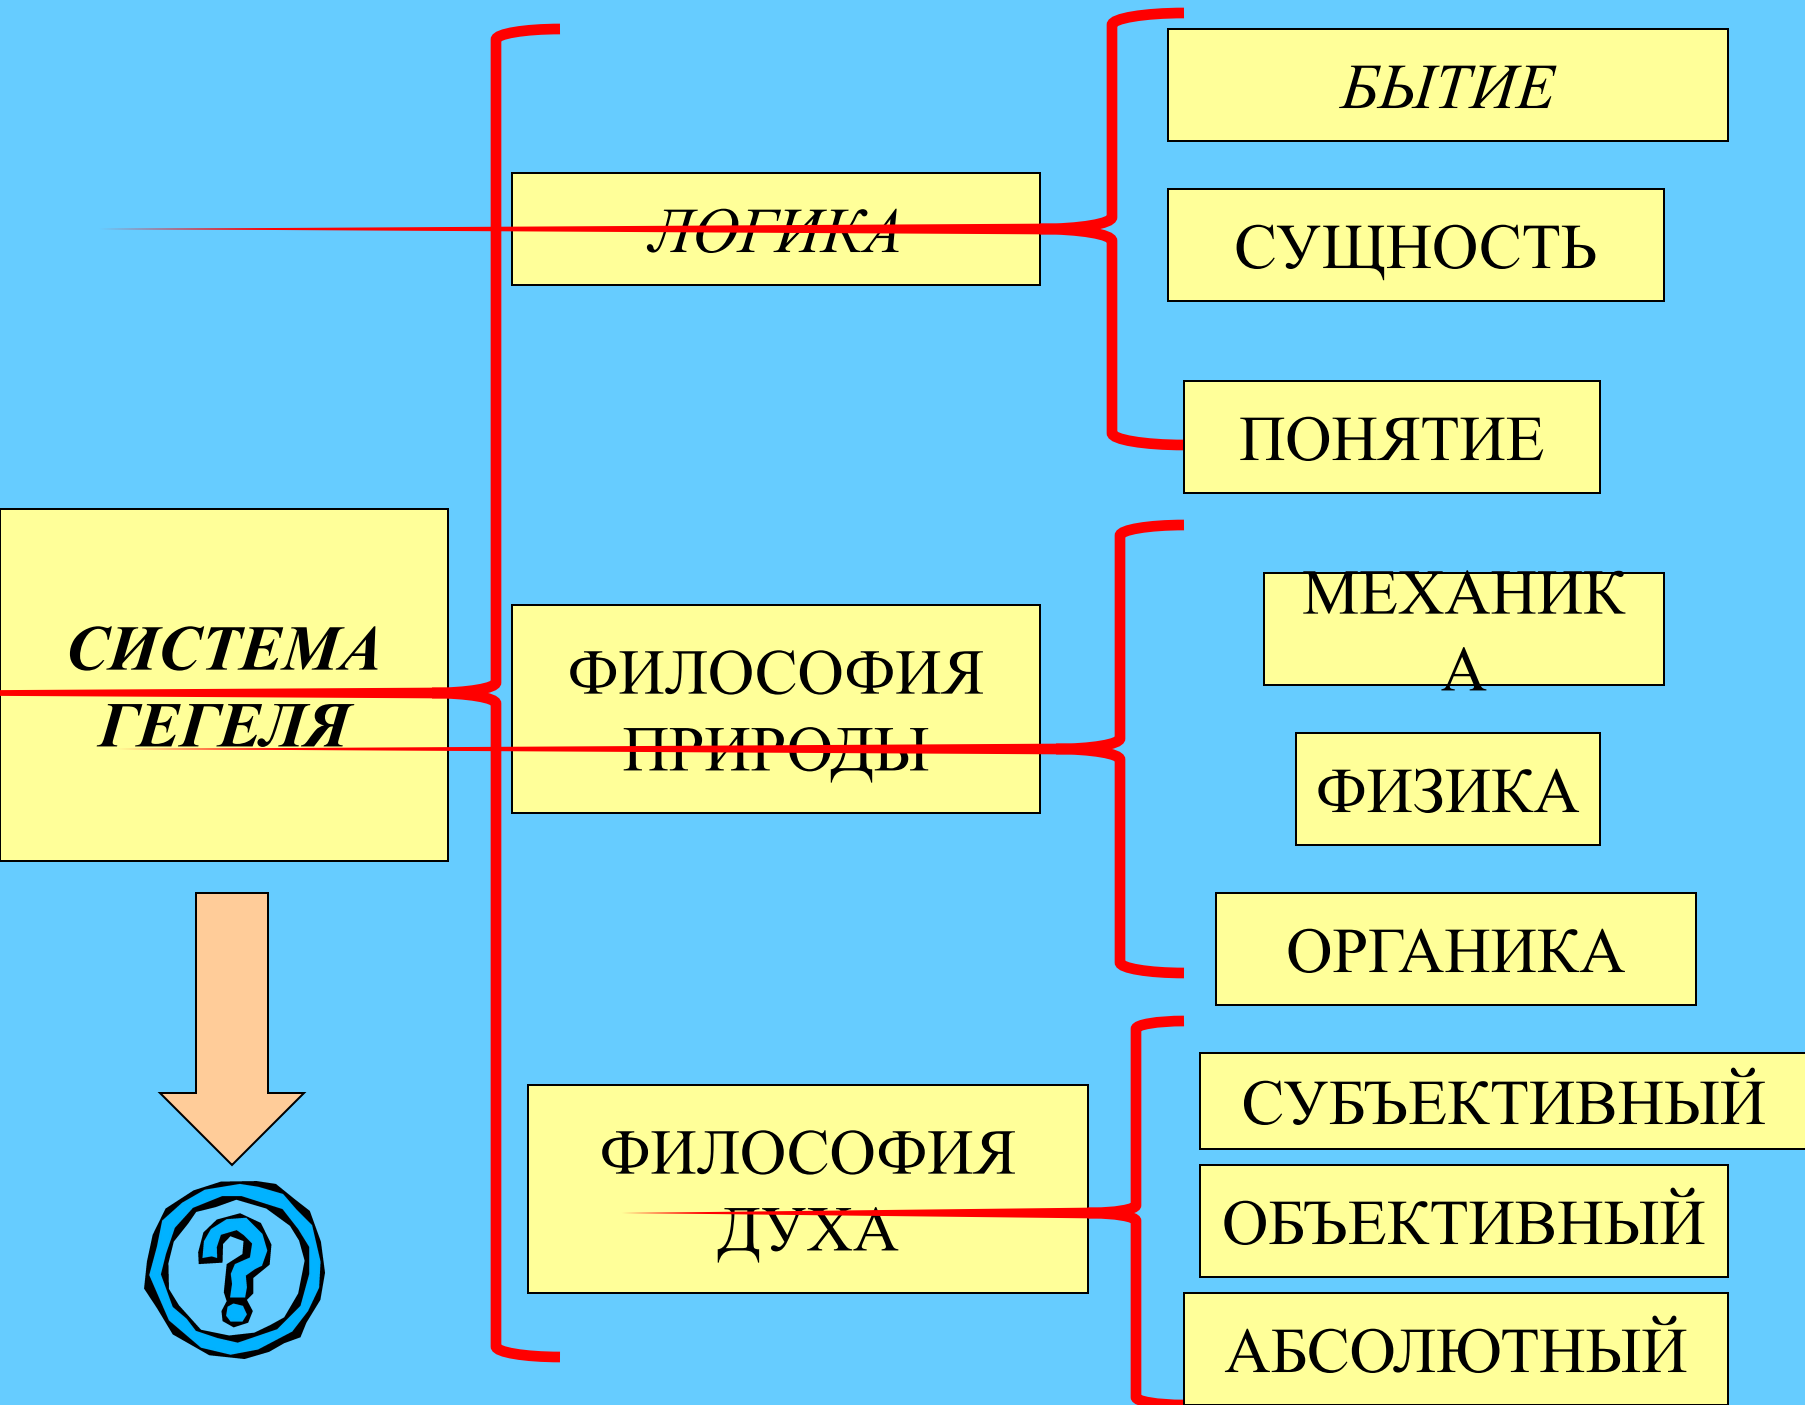 СИСТЕМА
ГЕГЕЛЯ
ЛОГИКА
БЫТИЕ
СУЩНОСТЬ
ПОНЯТИЕ
ФИЛОСОФИЯ
ПРИРОДЫ
МЕХАНИК
А
ФИЗИКА
ОРГАНИКА
ФИЛОСОФИЯ
ДУХА
СУБЪЕКТИВНЫЙ
ОБЪЕКТИВНЫЙ
АБСОЛЮТНЫЙ
?